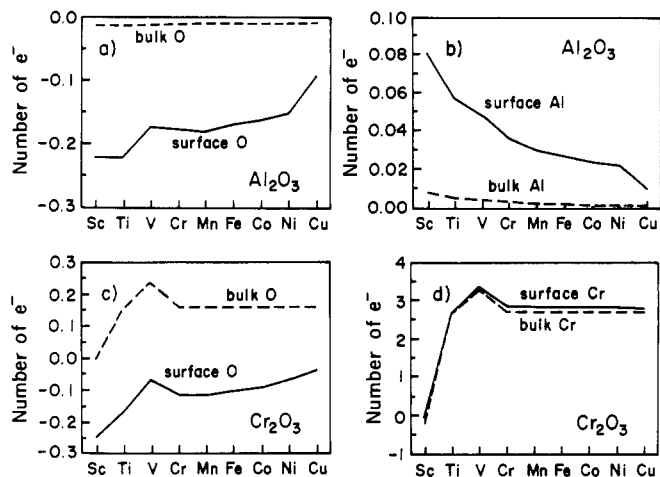 Number of e⁻
0.0
-0.1
-0.2
-0.3
a)
bulk O
surface O
Al₂O₃
Sc Ti V Cr Mn Fe Co Ni Cu
Number of e⁻
0.10
0.08
0.06
0.04
0.02
0.00
b)
Al₂O₃
surface Al
bulk Al
Sc Ti V Cr Mn Fe Co Ni Cu
Number of e⁻
0.3
0.2
0.1
0.0
-0.1
-0.2
-0.3
c)
bulk O
surface O
Cr₂O₃
Sc Ti V Cr Mn Fe Co Ni Cu
Number of e⁻
4
3
2
1
0
-1
d)
surface Cr
bulk Cr
Cr₂O₃
Sc Ti V Cr Mn Fe Co Ni Cu